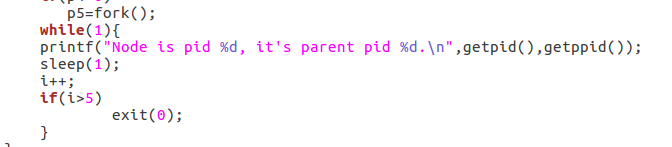 p5=fork();
while(1){
printf("Node is pid %d, it's parent pid %d.\n",getpid(),getppid());
sleep(1);
i++;
if(i>5)
exit(0);
}